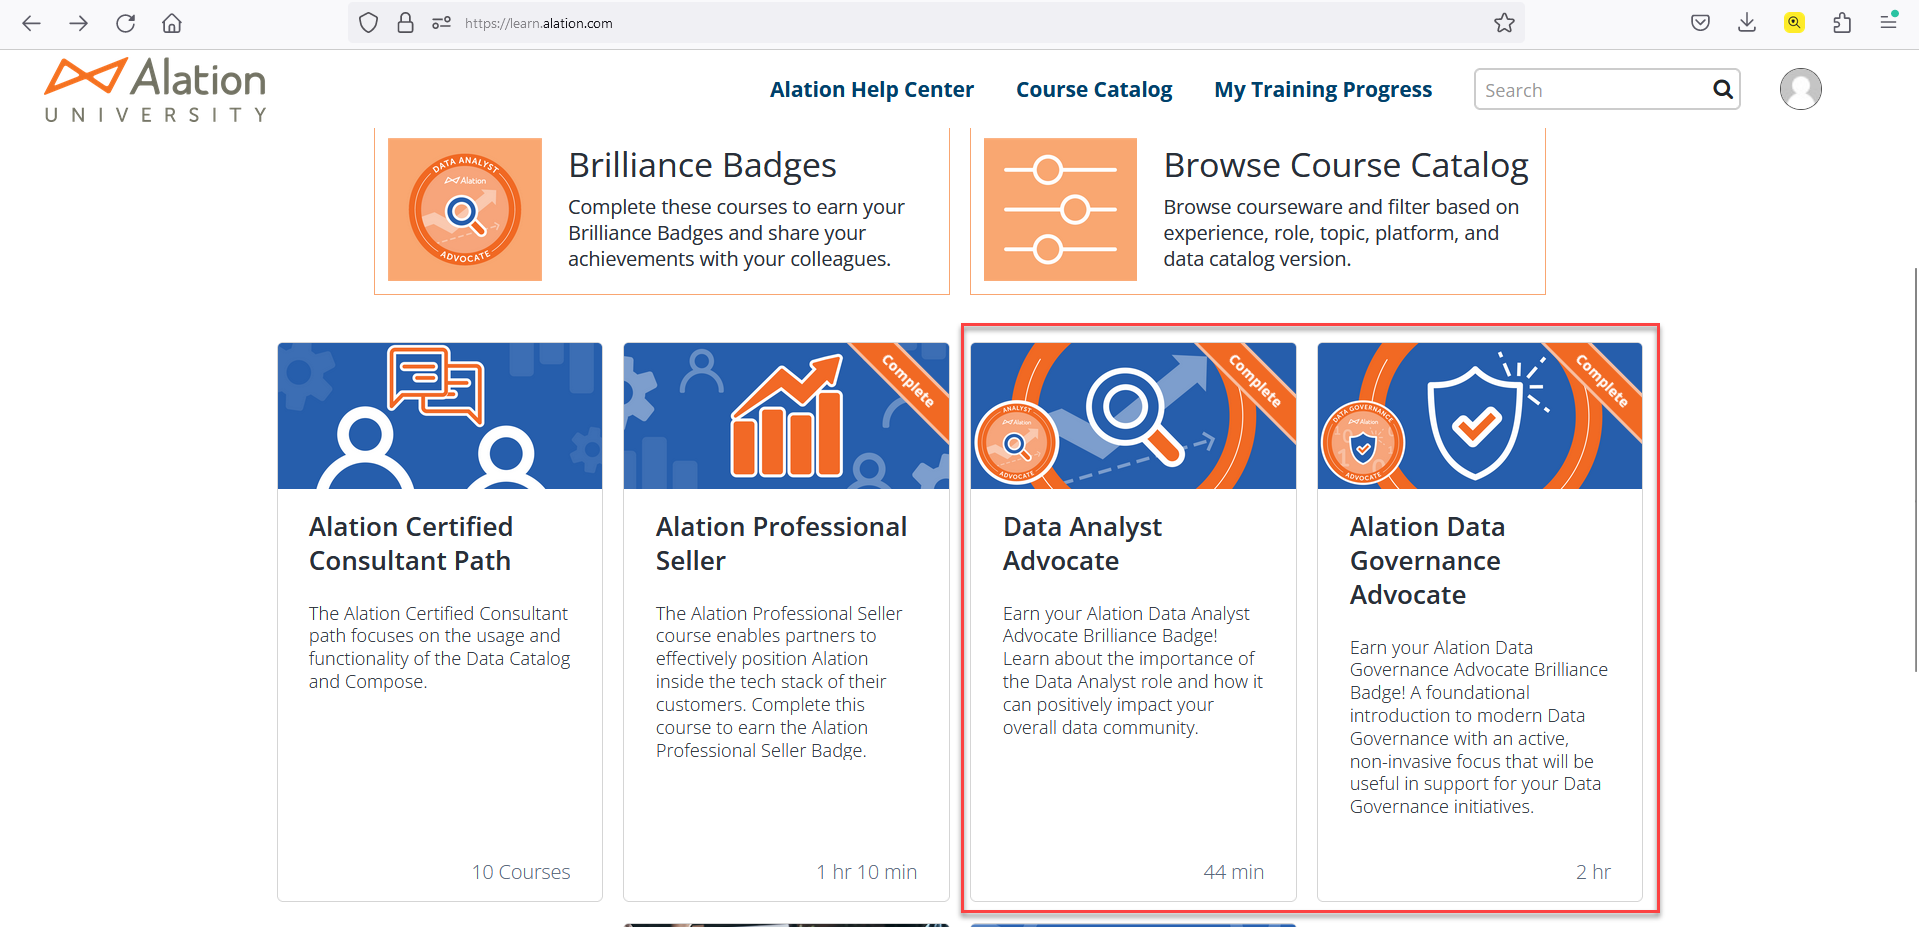 https://learn.alation.com
Alation
UNIVERSITY
Alation Help Center
Course Catalog
My Training Progress
Search
DATA ANALYST
Alation
ADVOCATE
Brilliance Badges
Complete these courses to earn your
Brilliance Badges and share your
achievements with your colleagues.
Browse Course Catalog
Browse courseware and filter based on
experience, role, topic, platform, and
data catalog version.
Alation Certified
Consultant Path
The Alation Certified Consultant
path focuses on the usage and
functionality of the Data Catalog
and Compose.
10 Courses
Complete
Alation Professional
Seller
The Alation Professional Seller
course enables partners to
effectively position Alation
inside the tech stack of their
customers. Complete this
course to earn the Alation
Professional Seller Badge.
1 hr 10 min
Complete
ANALYST
Alation
ADVOCATE
Data Analyst
Advocate
Earn your Alation Data Analyst
Advocate Brilliance Badge!
Learn about the importance of
the Data Analyst role and how it
can positively impact your
overall data community.
44 min
Complete
DATA GOVERNANCE
Alation
ADVOCATE
Alation Data
Governance
Advocate
Earn your Alation Data
Governance Advocate Brilliance
Badge! A foundational
introduction to modern Data
Governance with an active,
non-invasive focus that will be
useful in support for your Data
Governance initiatives.
2 hr